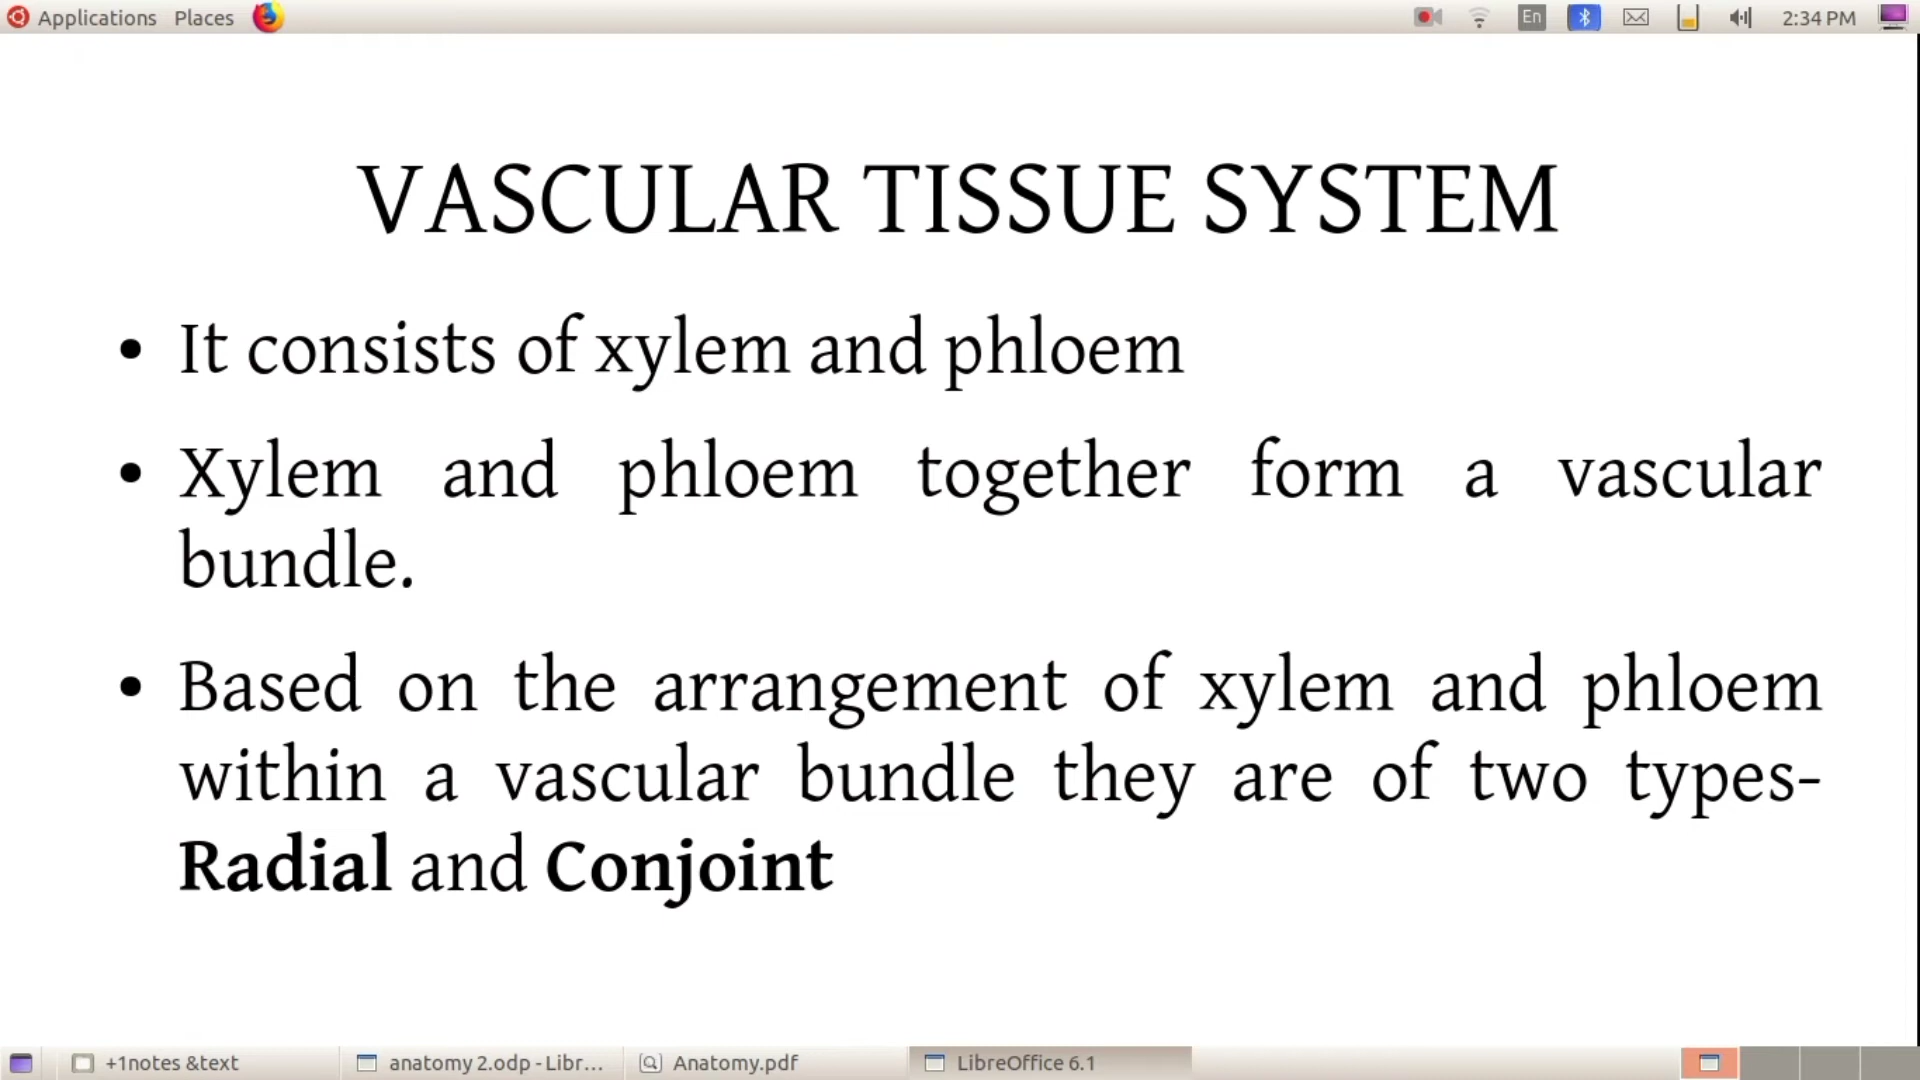 Applications Places
En
2:34 PM
VASCULAR TISSUE SYSTEM
• It consists of xylem and phloem
• Xylem and phloem together form a vascular
bundle.
• Based on the arrangement of xylem and phloem
within a vascular bundle they are of two types-
Radial and Conjoint
+1notes &text
anatomy 2.odp - Libr...
Anatomy.pdf
LibreOffice 6.1